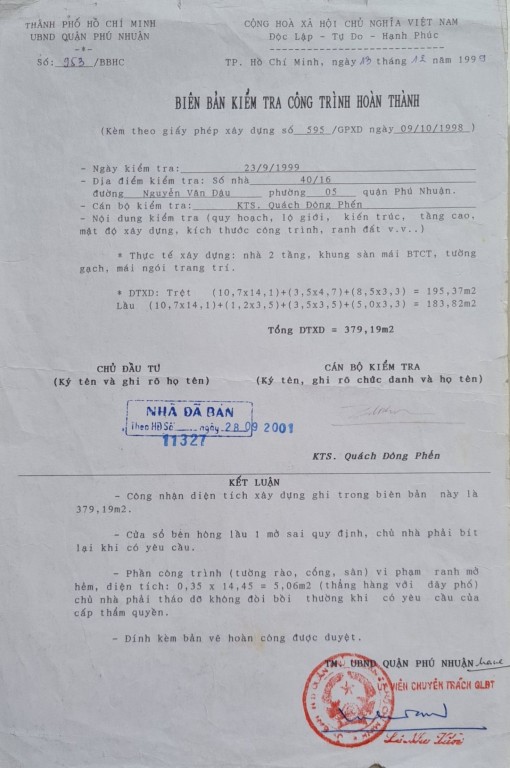 THÀNH PHỐ HỒ CHÍ MINH
UBND QUẬN PHÚ NHUẬN
-*-
Số: 953 /BBHC
CỘNG HOÀ XÃ HỘI CHỦ NGHĨA VIỆT NAM
Độc Lập - Tự Do - Hạnh Phúc
TP. Hồ Chí Minh, ngày 13 tháng 12 năm 1999
BIÊN BẢN KIỂM TRA CÔNG TRÌNH HOÀN THÀNH
(Kèm theo giấy phép xây dựng số 595 /GPXD ngày 09/10/1998 )
- Ngày kiểm tra: 23/9/1999
- Địa điểm kiểm tra: Số nhà 40/16
đường Nguyễn Văn Đậu phường 05 quận Phú Nhuận.
- Cán bộ kiểm tra: KTS. Quách Đông Phến
- Nội dung kiểm tra (quy hoạch, lộ giới, kiến trúc, tầng cao, mật độ xây dựng, kích thước công trình, ranh đất v.v..)
* Thực tế xây dựng: nhà 2 tầng, khung sàn mái BTCT, tường
gạch, mái ngói trang trí.
* DTXD: Trệt (10,7x14,1)+(3,5x4,7)+(8,5x3,3) = 195,37m2
Lầu (10,7x14,1)+(1,2x3,5)+(3,5x3,5)+(5,0x3,3) = 183,82m2
Tổng DTXD = 379,19m2
CHỦ ĐẦU TƯ
(Ký tên và ghi rõ họ tên)
CÁN BỘ KIỂM TRA
(Ký tên, ghi rõ chức danh và họ tên)
NHÀ ĐÃ BÁN
Theo HĐ Số ngày 28 09 2001
11327
KTS. Quách Đông Phến
KẾT LUẬN
- Công nhận diện tích xây dựng ghi trong biên bản này là
379,19m2.
- Cửa sổ bên hông lầu 1 mở sai quy định, chủ nhà phải bít
lại khi có yêu cầu.
- Phần công trình (tường rào, cổng, sân) vi phạm ranh mở
hẻm, diện tích: 0,35 x 14,45 = 5,06m2 (thẳng hàng với dãy phố)
chủ nhà phải tháo dỡ không đòi bồi thường khi có yêu cầu của
cấp thẩm quyền.
- Đính kèm bản vẽ hoàn công được duyệt.
TM. UBND QUẬN PHÚ NHUẬN
VIÊN CHUYÊN TRÁCH QLĐT